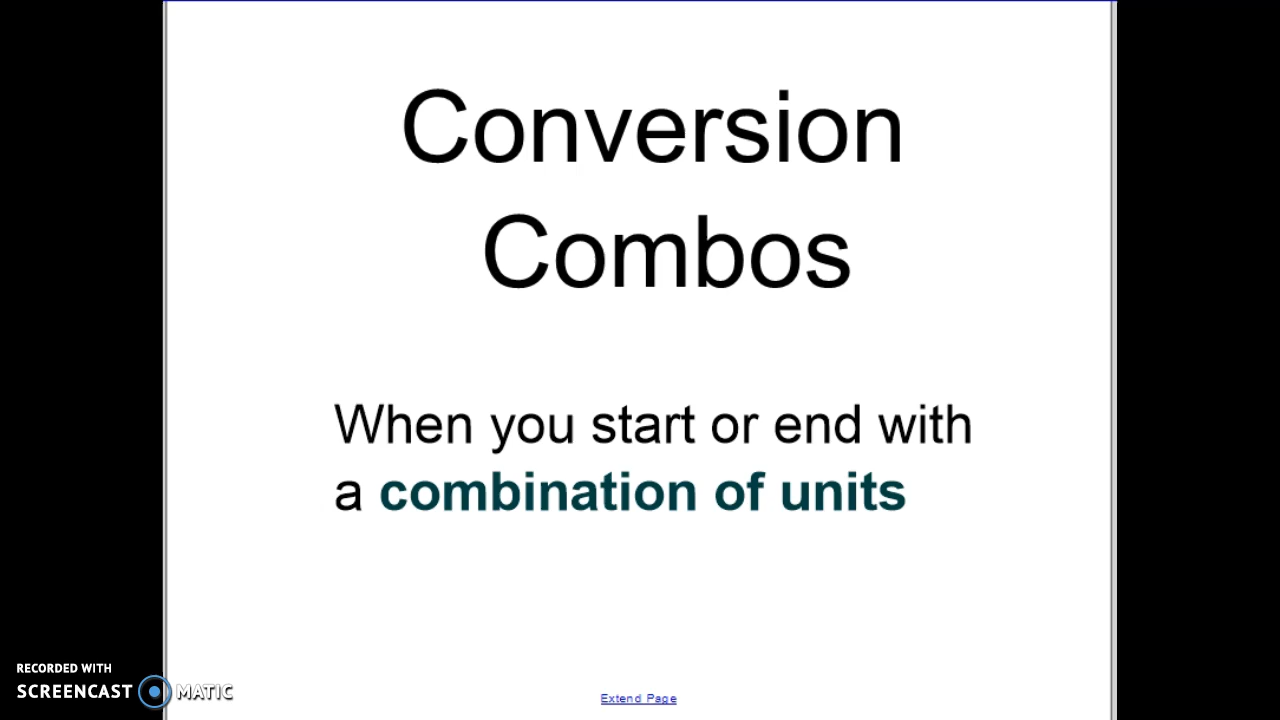 Conversion
Combos
When you start or end with
a combination of units
RECORDED WITH
SCREENCAST MATIC
Extend Page